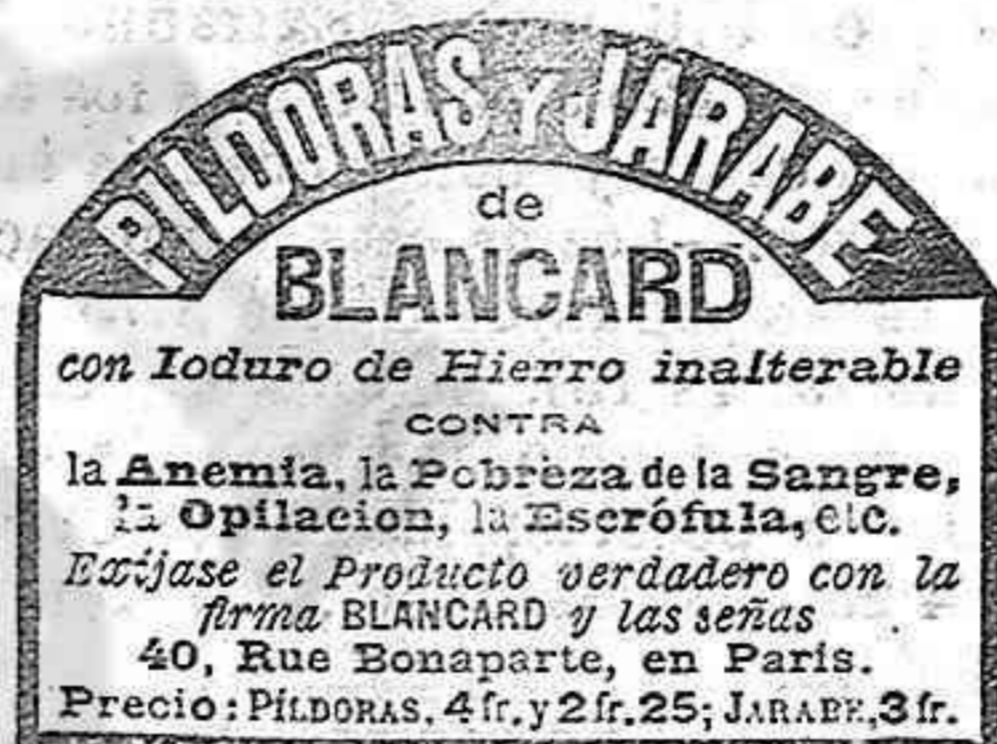 PÍLDORAS Y JARABE
de
BLANCARD
con Ioduro de Hierro inalterable
CONTRA
la Anemia, la Pobreza de la Sangre,
la Opilacion, la Escrófula, etc.
Exíjase el Producto verdadero con la
firma BLANCARD y las señas
40, Rue Bonaparte, en Paris.
Precio: PÍLDORAS, 4 fr. y 2 fr. 25; JARABE, 3 fr.